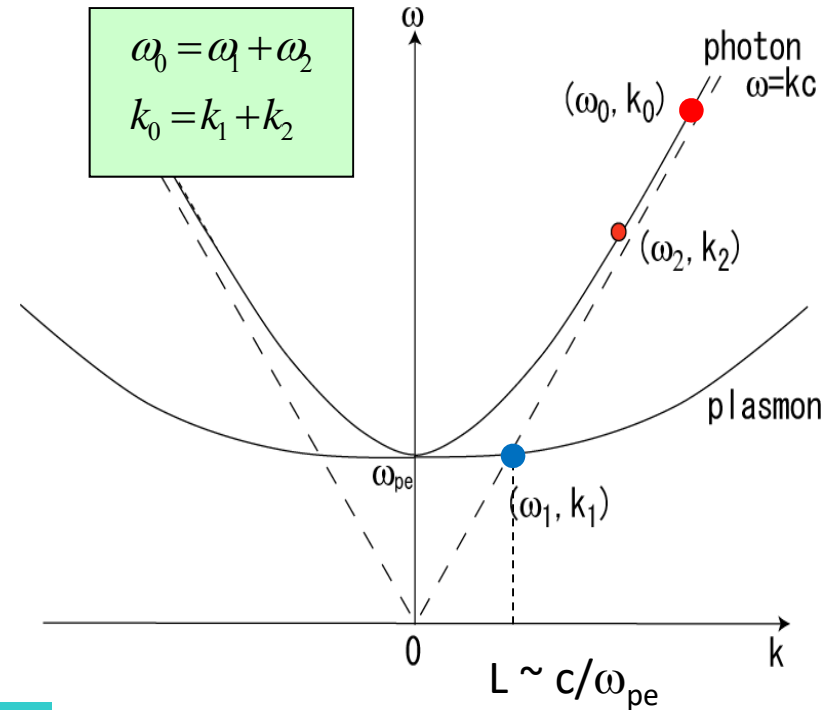 ω₀ = ω₁ + ω₂
k₀ = k₁ + k₂
ω
photon
ω=kc
(ω₀, k₀)
(ω₂, k₂)
plasmon
ωpe
(ω₁, k₁)
0
k
L ~ c/ωpe